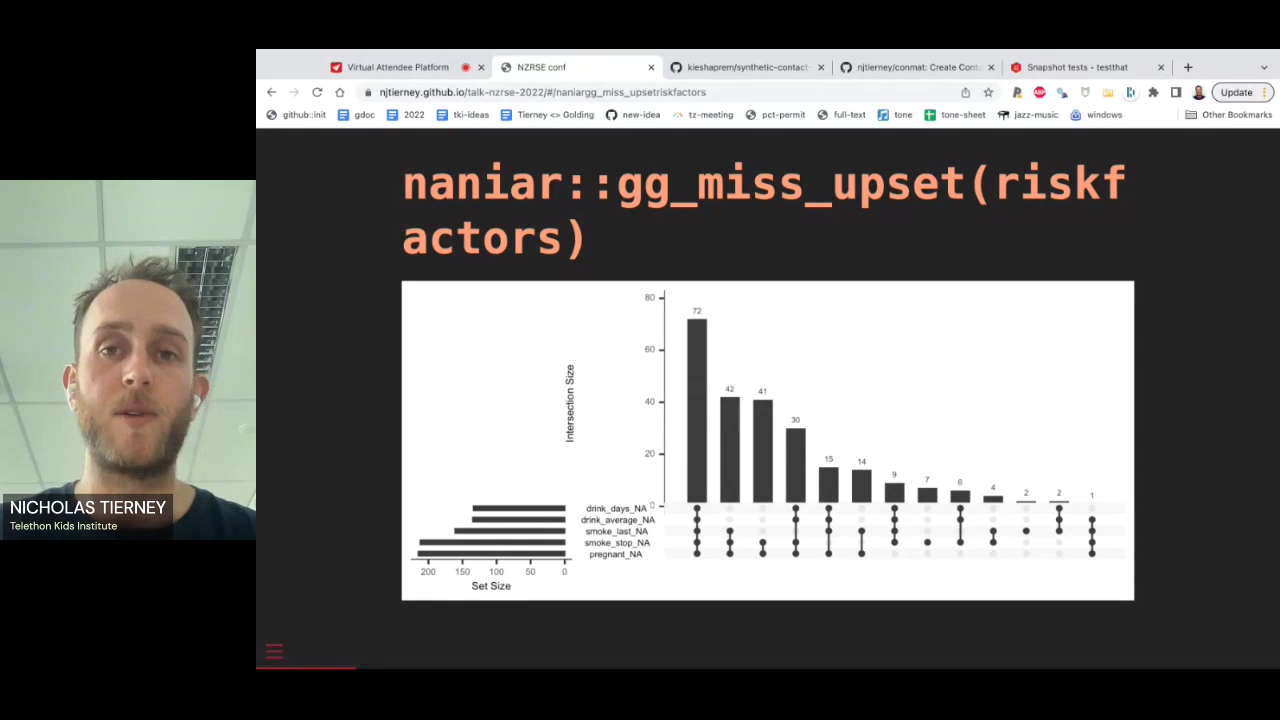 Virtual Attendee Platform
NZRSE conf
kieshaprem/synthetic-contact-
njtierney/conmat: Create Cont
Snapshot tests • testthat
njtierney.github.io/talk-nzrse-2022/#/naniargg_miss_upsetriskfactors
Update
github::init
gdoc
2022
tki-ideas
Tierney <> Golding
new-idea
tz-meeting
pct-permit
full-text
tone
tone-sheet
jazz-music
windows
Other Bookmarks
naniar::gg_miss_upset(riskf
actors)
80
60
40
20
0
Intersection Size
72
42
41
30
15
14
9
7
6
4
2
2
1
drink_days_NA
drink_average_NA
smoke_last_NA
smoke_stop_NA
pregnant_NA
200 150 100 50 0
Set Size
NICHOLAS TIERNEY
Telethon Kids Institute